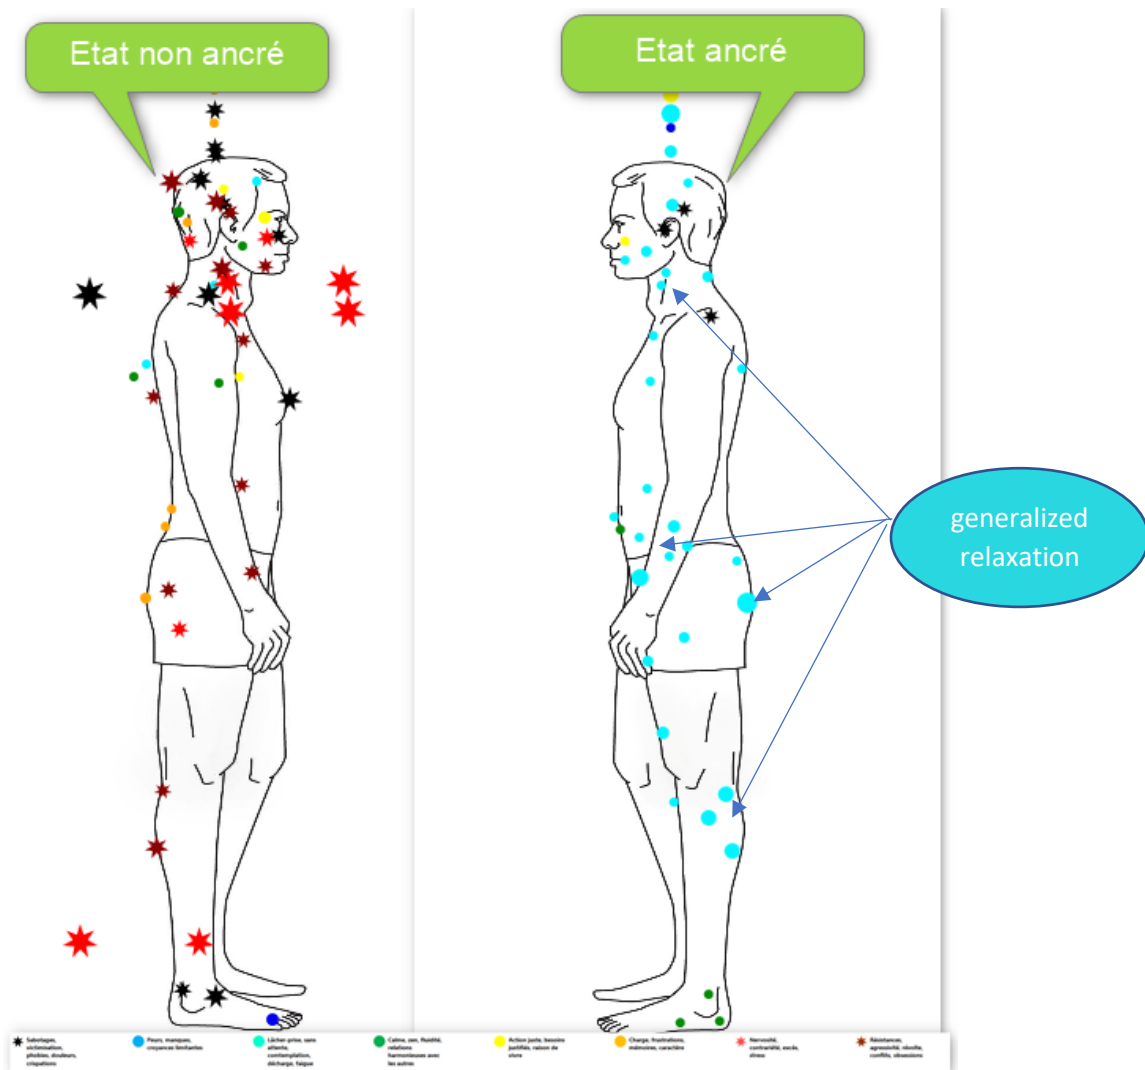 Etat non ancré
Etat ancré
generalized
relaxation
Sabotages,
victimisation,
phobies, douleurs,
crispations
Peurs, manques,
croyances limitantes
Lâcher prise, sans
attente,
comtemplation,
décharge, fatigue
Calme, zen, fluidité,
relations
harmonieuses avec
les autres
Action juste, besoins
justifiés, raison de
vivre
Charge, frustrations,
mémoires, caractère
Nervosité,
contrariété, excès,
stress
Résistances,
agressivité, révolte,
conflits, obsessions